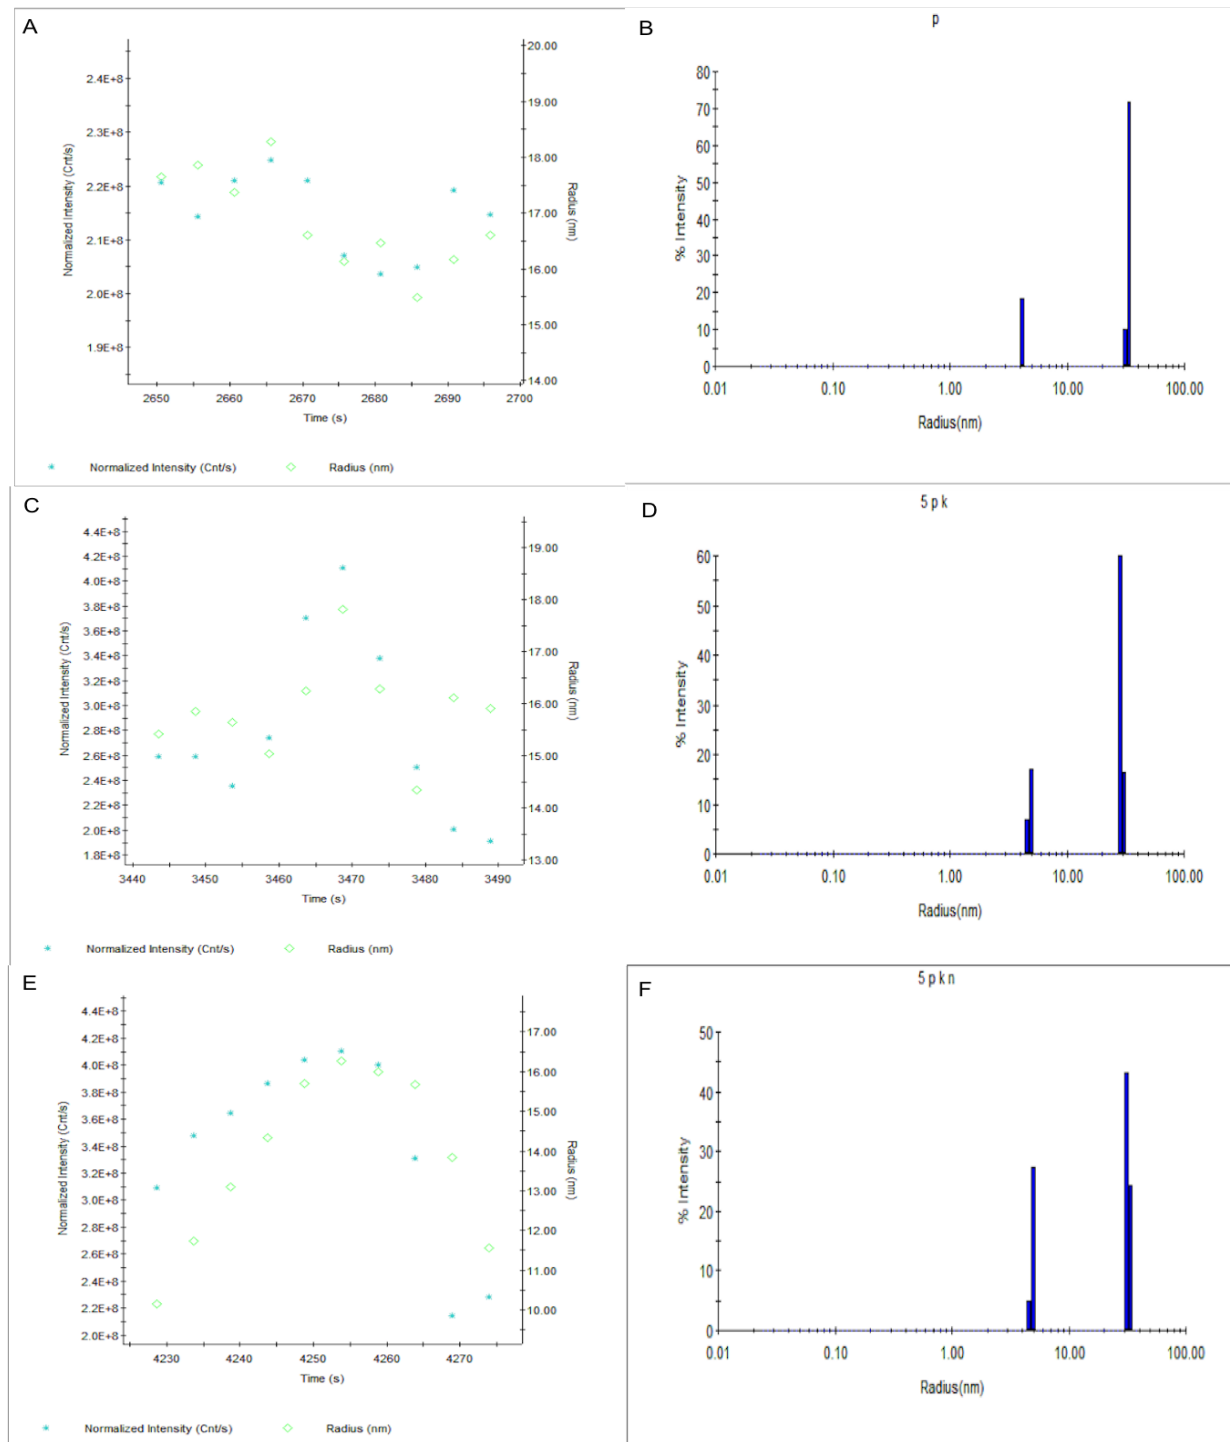 A
Normalized Intensity (Cnt/s)
2.4E+8
2.3E+8
2.2E+8
2.1E+8
2.0E+8
1.9E+8
20.00
19.00
18.00
17.00
16.00
15.00
14.00
Radius (nm)
2650 2660 2670 2680 2690 2700
Time (s)
Normalized Intensity (Cnt/s) Radius (nm)
B
p
% Intensity
80
70
60
50
40
30
20
10
0
0.01 0.10 1.00 10.00 100.00
Radius(nm)
C
Normalized Intensity (Cnt/s)
4.4E+8
4.2E+8
4.0E+8
3.8E+8
3.6E+8
3.4E+8
3.2E+8
3.0E+8
2.8E+8
2.6E+8
2.4E+8
2.2E+8
2.0E+8
1.8E+8
19.00
18.00
17.00
16.00
15.00
14.00
13.00
Radius (nm)
3440 3450 3460 3470 3480 3490
Time (s)
Normalized Intensity (Cnt/s) Radius (nm)
D
5 p k
% Intensity
60
50
40
30
20
10
0
0.01 0.10 1.00 10.00 100.00
Radius(nm)
E
Normalized Intensity (Cnt/s)
4.4E+8
4.2E+8
4.0E+8
3.8E+8
3.6E+8
3.4E+8
3.2E+8
3.0E+8
2.8E+8
2.6E+8
2.4E+8
2.2E+8
2.0E+8
17.00
16.00
15.00
14.00
13.00
12.00
11.00
10.00
Radius (nm)
4230 4240 4250 4260 4270
Time (s)
Normalized Intensity (Cnt/s) Radius (nm)
F
5 p k n
% Intensity
50
40
30
20
10
0
0.01 0.10 1.00 10.00 100.00
Radius(nm)